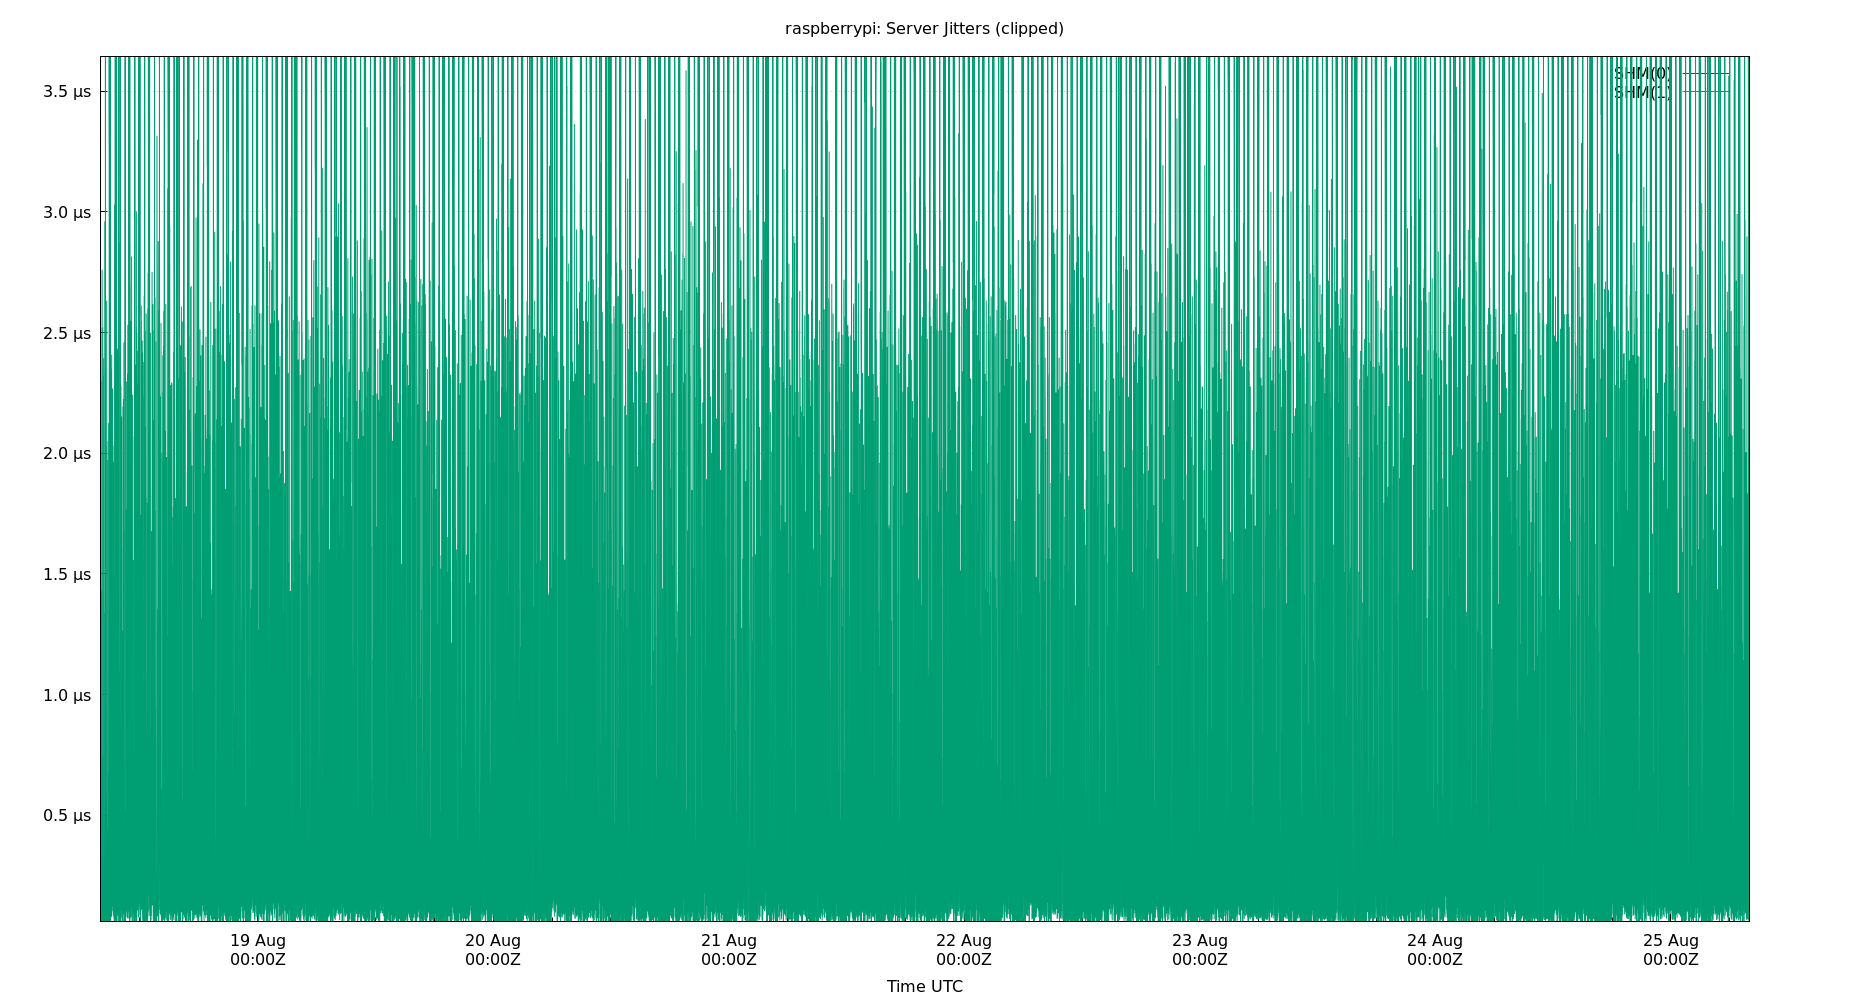 raspberrypi: Server Jitters (clipped)
SHM(0)
SHM(1)
3.5 µs
3.0 µs
2.5 µs
2.0 µs
1.5 µs
1.0 µs
0.5 µs
19 Aug 20 Aug 21 Aug 22 Aug 23 Aug 24 Aug 25 Aug
00:00Z 00:00Z 00:00Z 00:00Z 00:00Z 00:00Z 00:00Z
Time UTC